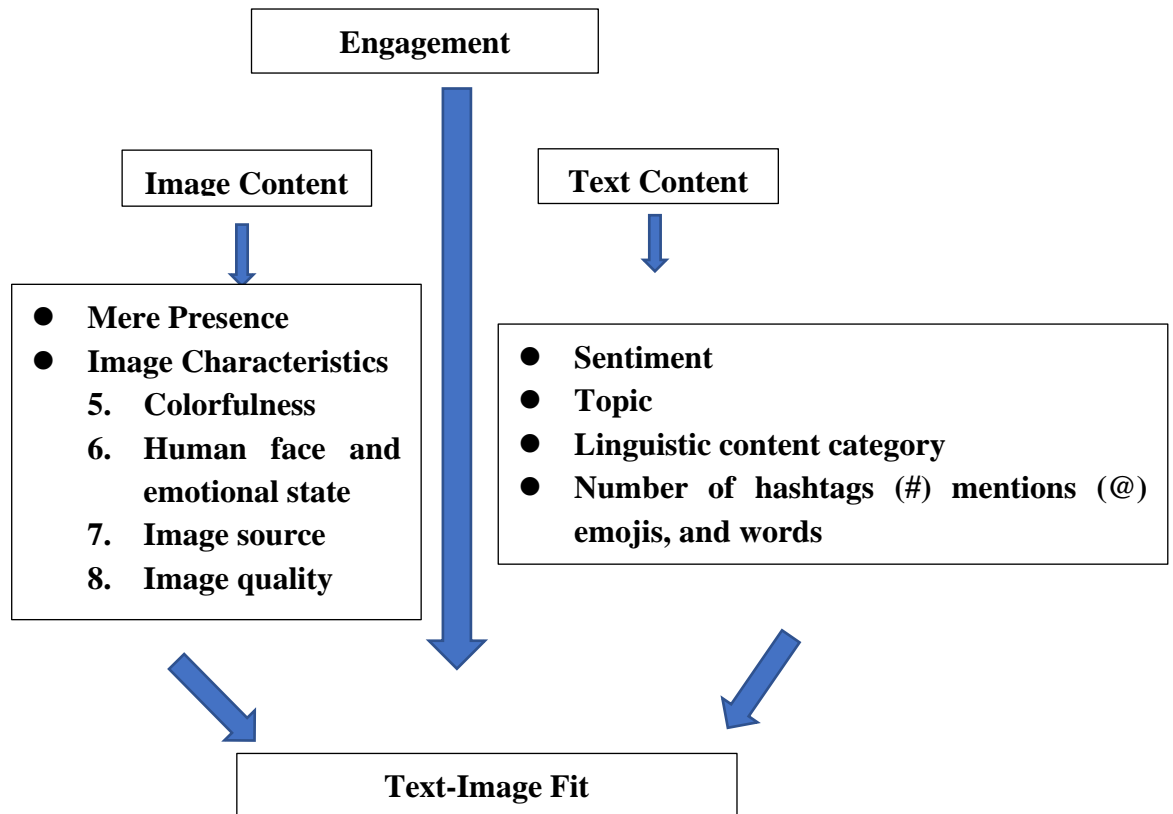 Engagement
Image Content
Text Content
● Mere Presence
● Image Characteristics
5. Colorfulness
6. Human face and
emotional state
7. Image source
8. Image quality
● Sentiment
● Topic
● Linguistic content category
● Number of hashtags (#) mentions (@)
emojis, and words
Text-Image Fit